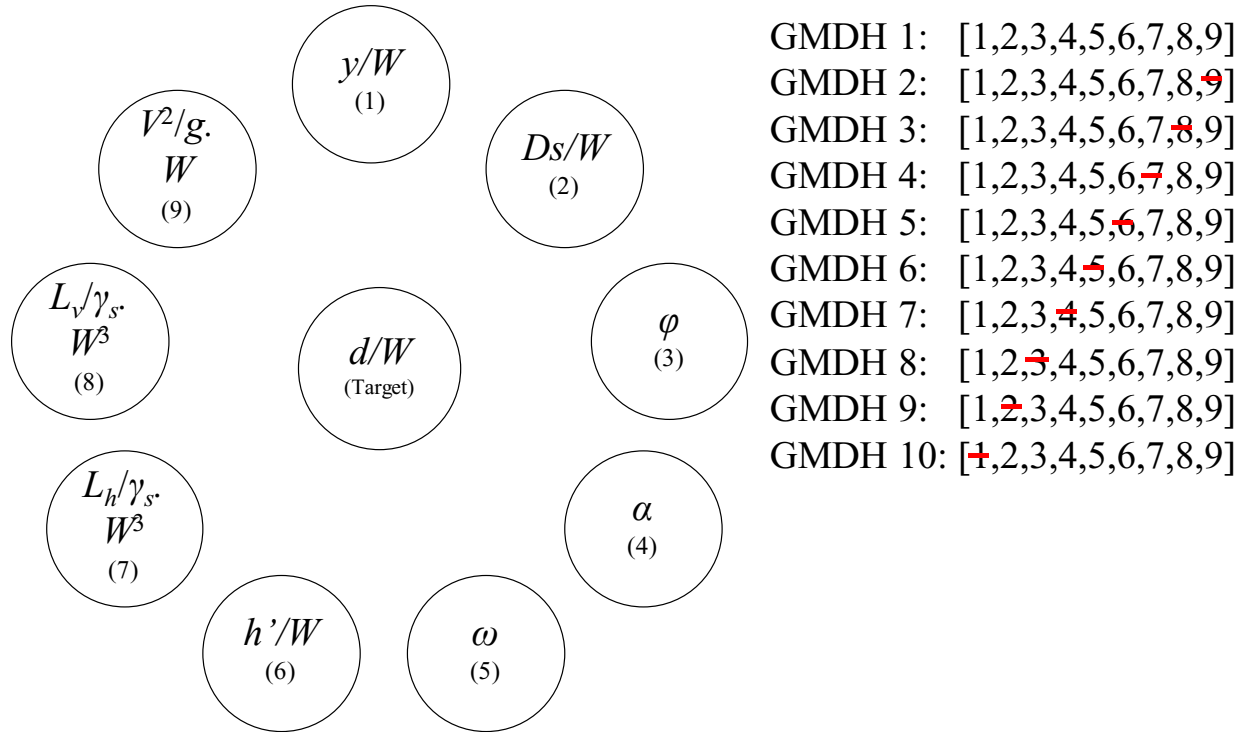 y/W
(1)
Ds/W
(2)
φ
(3)
α
(4)
ω
(5)
h’/W
(6)
L_h/γ_s.
W³
(7)
L_v/γ_s.
W³
(8)
V²/g.
W
(9)
d/W
(Target)
GMDH 1: [1,2,3,4,5,6,7,8,9]
GMDH 2: [1,2,3,4,5,6,7,8,9]
GMDH 3: [1,2,3,4,5,6,7,8,9]
GMDH 4: [1,2,3,4,5,6,7,8,9]
GMDH 5: [1,2,3,4,5,6,7,8,9]
GMDH 6: [1,2,3,4,5,6,7,8,9]
GMDH 7: [1,2,3,4,5,6,7,8,9]
GMDH 8: [1,2,3,4,5,6,7,8,9]
GMDH 9: [1,2,3,4,5,6,7,8,9]
GMDH 10: [1,2,3,4,5,6,7,8,9]